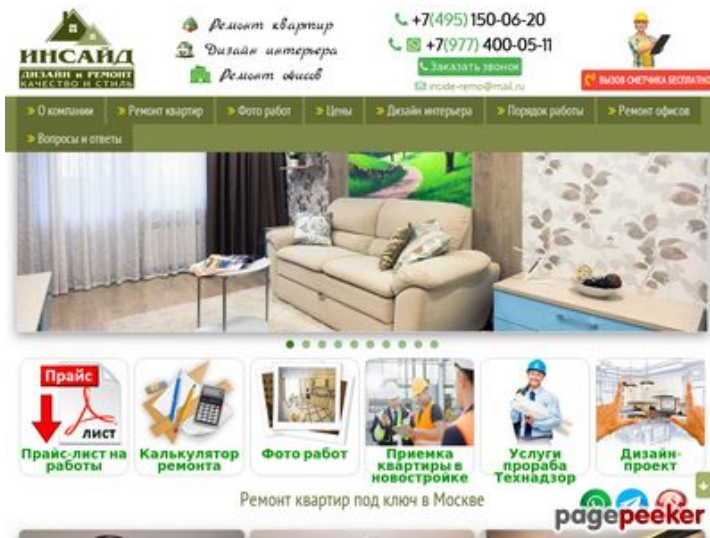 ИНСАЙД
ДИЗАЙН и РЕМОНТ
КАЧЕСТВО И СТИЛЬ
Ремонт квартир
Дизайн интерьера
Ремонт офисов
+7(495) 150-06-20
+7(977) 400-05-11
Заказать звонок
inside-remo@mail.ru
ВЫЗОВ СМЕТЧИКА БЕСПЛАТНО
» О компании » Ремонт квартир » Фото работ » Цены » Дизайн интерьера » Порядок работы » Ремонт офисов
» Вопросы и ответы
Прайс
лист
Прайс-лист на
работы
Калькулятор
ремонта
Фото работ
Приемка
квартиры в
новостройке
Услуги
прораба
Технадзор
Дизайн-
проект
Ремонт квартир под ключ в Москве
pagepeeker